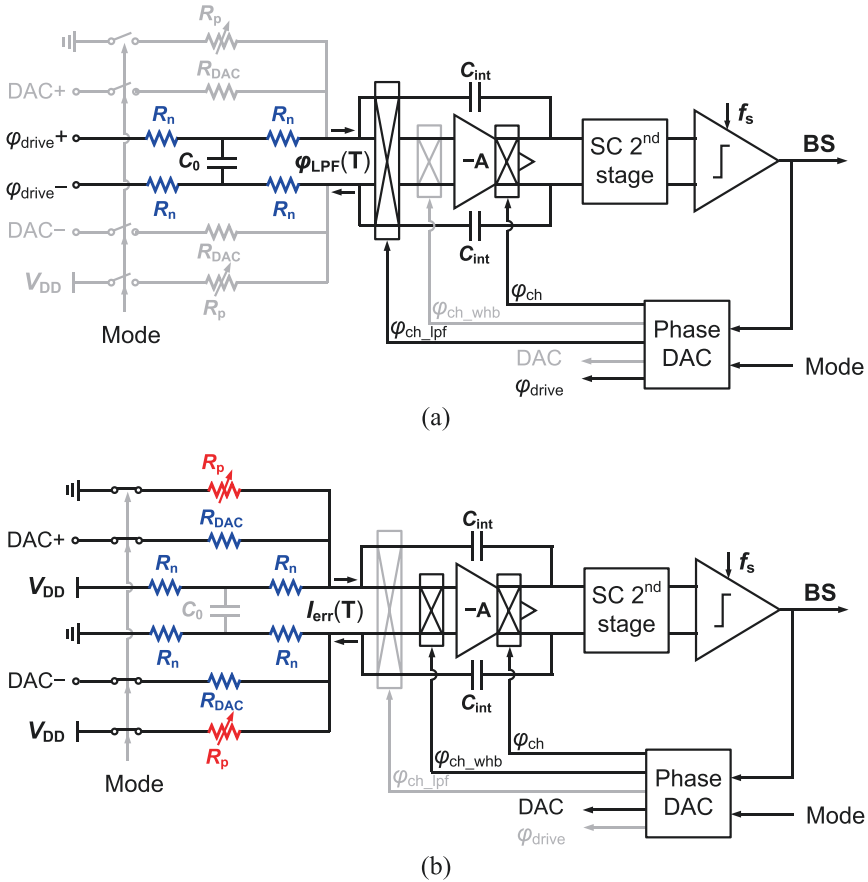 Rp
RDAC
DAC+
Cint
Rn Rn
fs
φdrive+
BS
C0
φLPF(T)
−A
SC 2nd
stage
φdrive−
Rn Rn
Cint
DAC−
RDAC
φch
VDD
Rp
φch_whb
φch_lpf
Phase
DAC
Mode
DAC
Mode
φdrive
(a)
Rp
RDAC
DAC+
Cint
Rn Rn
fs
VDD
BS
C0
Ierr(T)
−A
SC 2nd
stage
Rn Rn
Cint
DAC−
RDAC
VDD
φch
Rp
φch_whb
Mode
φch_lpf
Phase
DAC
DAC
Mode
φdrive
(b)